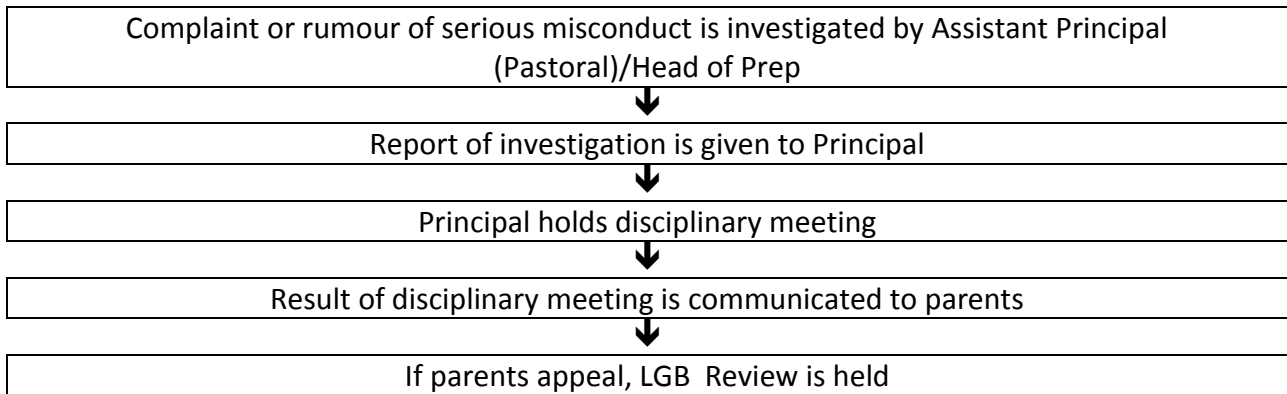 Complaint or rumour of serious misconduct is investigated by Assistant Principal
(Pastoral)/Head of Prep
Report of investigation is given to Principal
Principal holds disciplinary meeting
Result of disciplinary meeting is communicated to parents
If parents appeal, LGB  Review is held